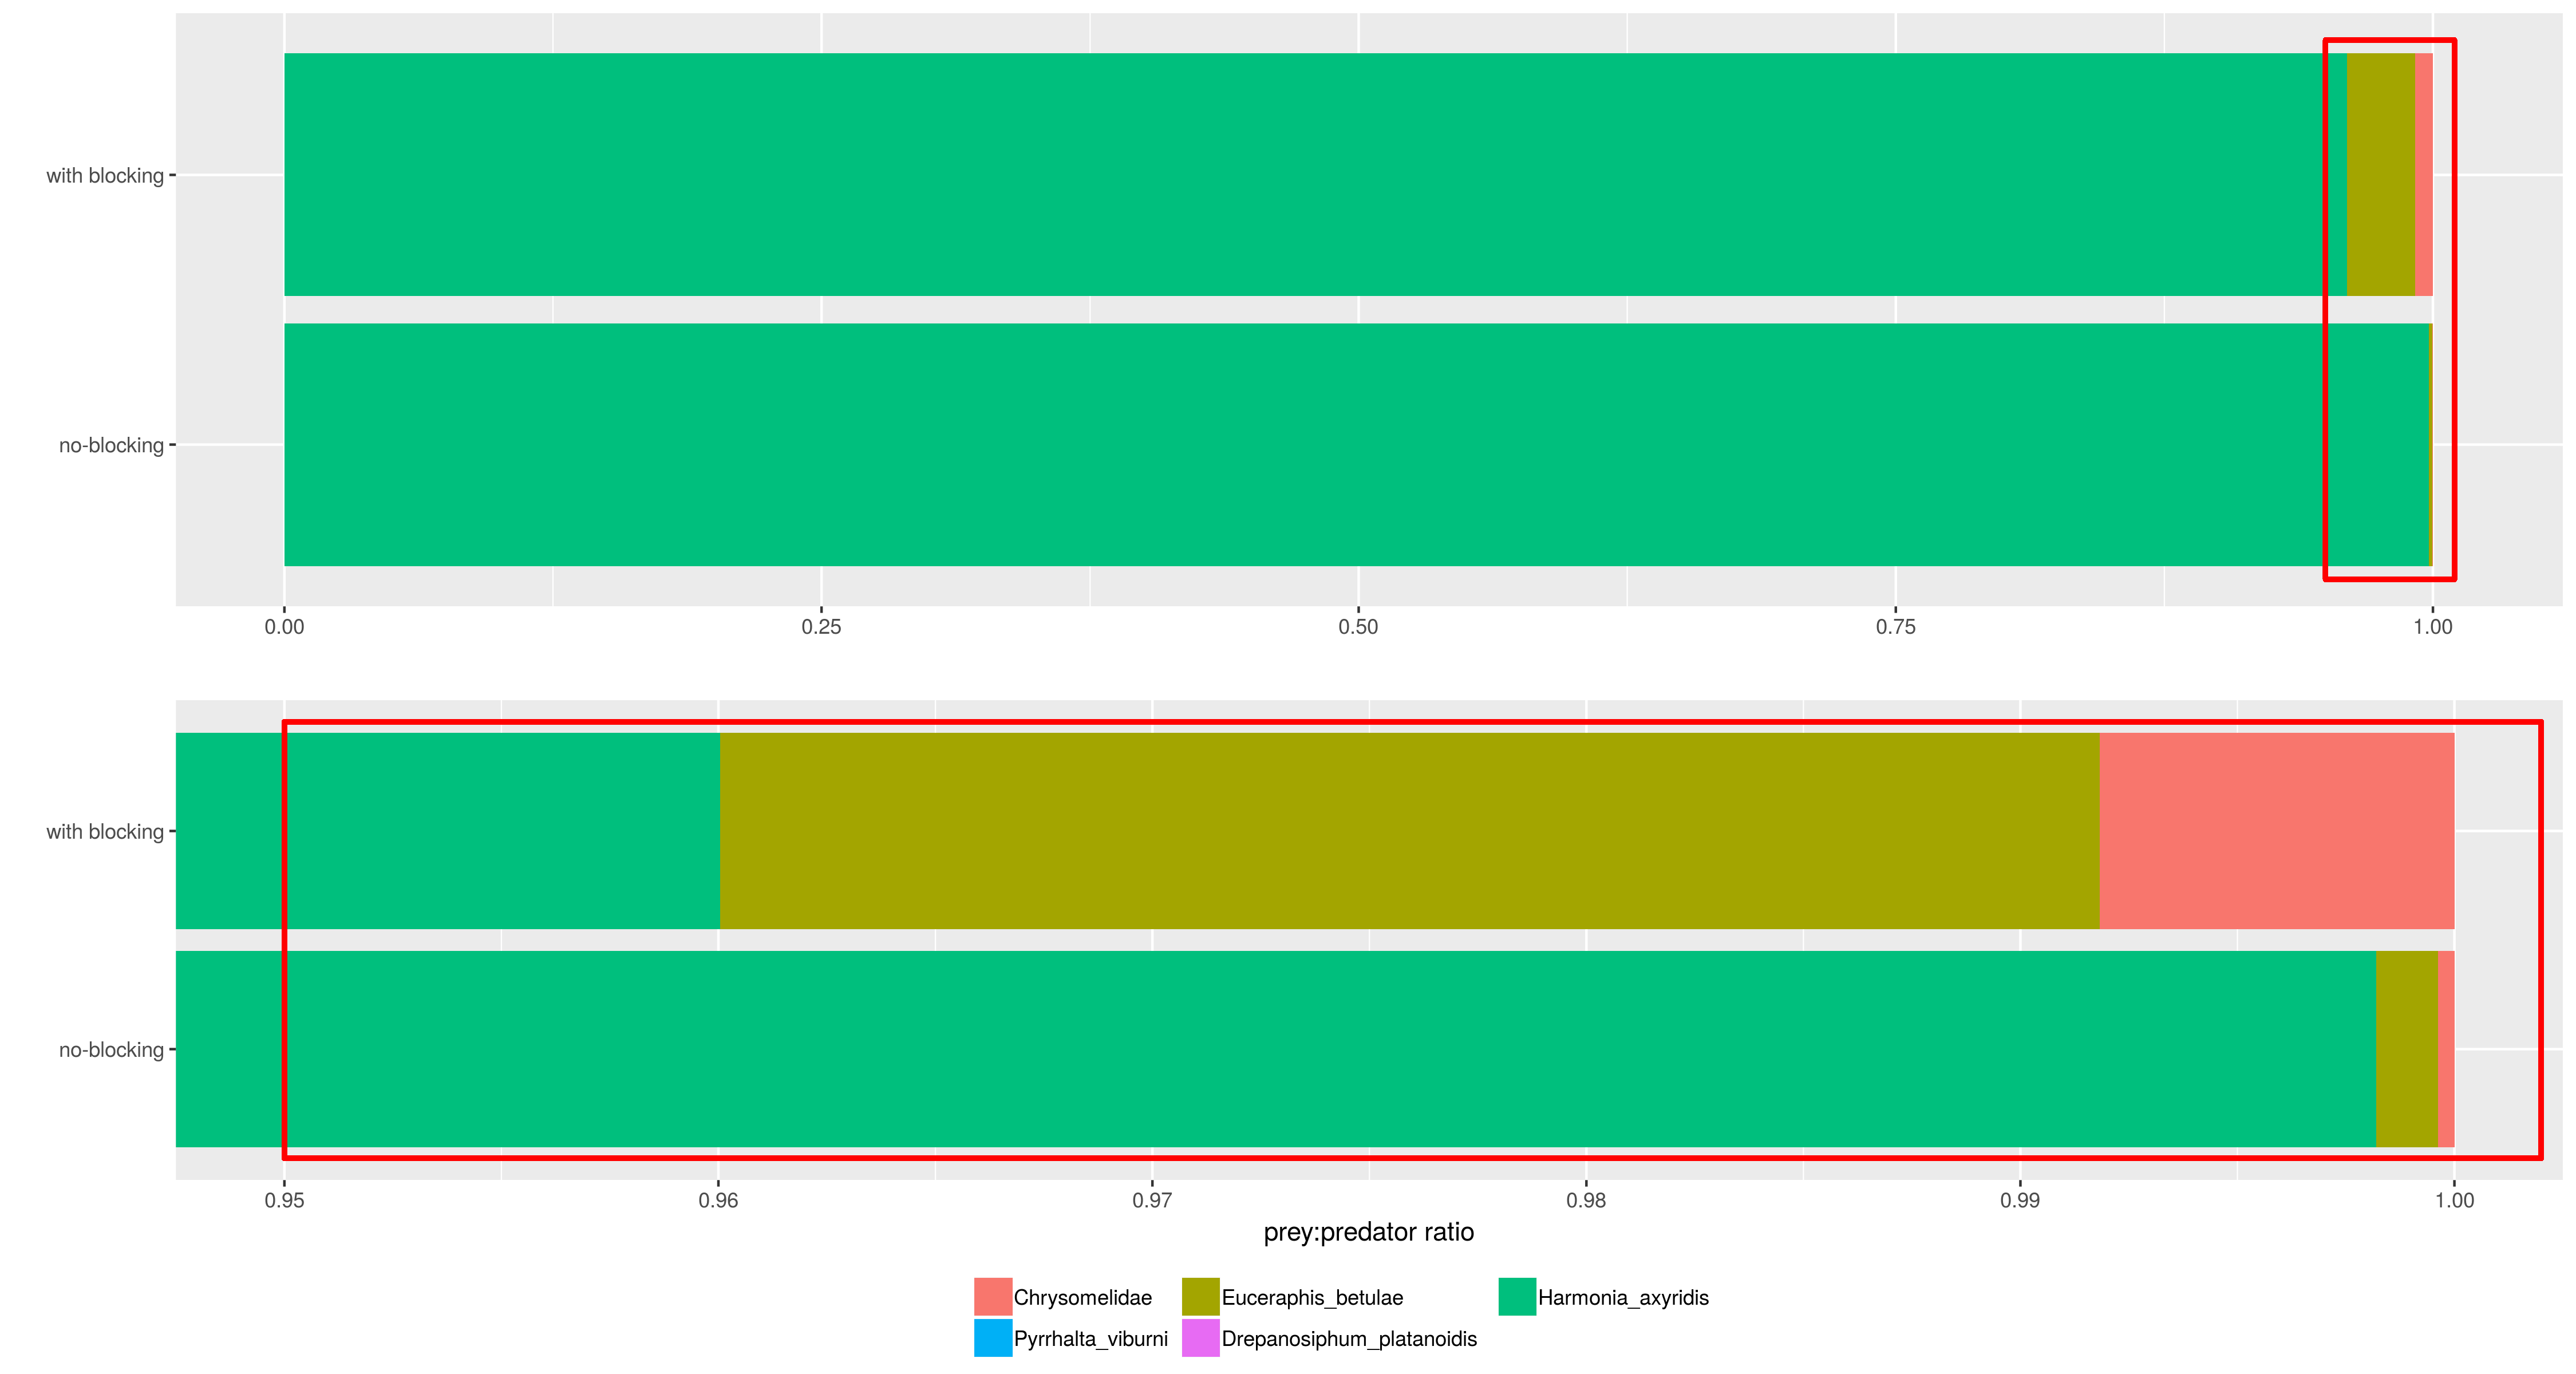 with blocking
no-blocking
0.00 0.25 0.50 0.75 1.00
with blocking
no-blocking
0.95 0.96 0.97 0.98 0.99 1.00
prey:predator ratio
Chrysomelidae Euceraphis_betulae Harmonia_axyridis
Pyrrhalta_viburni Drepanosiphum_platanoidis